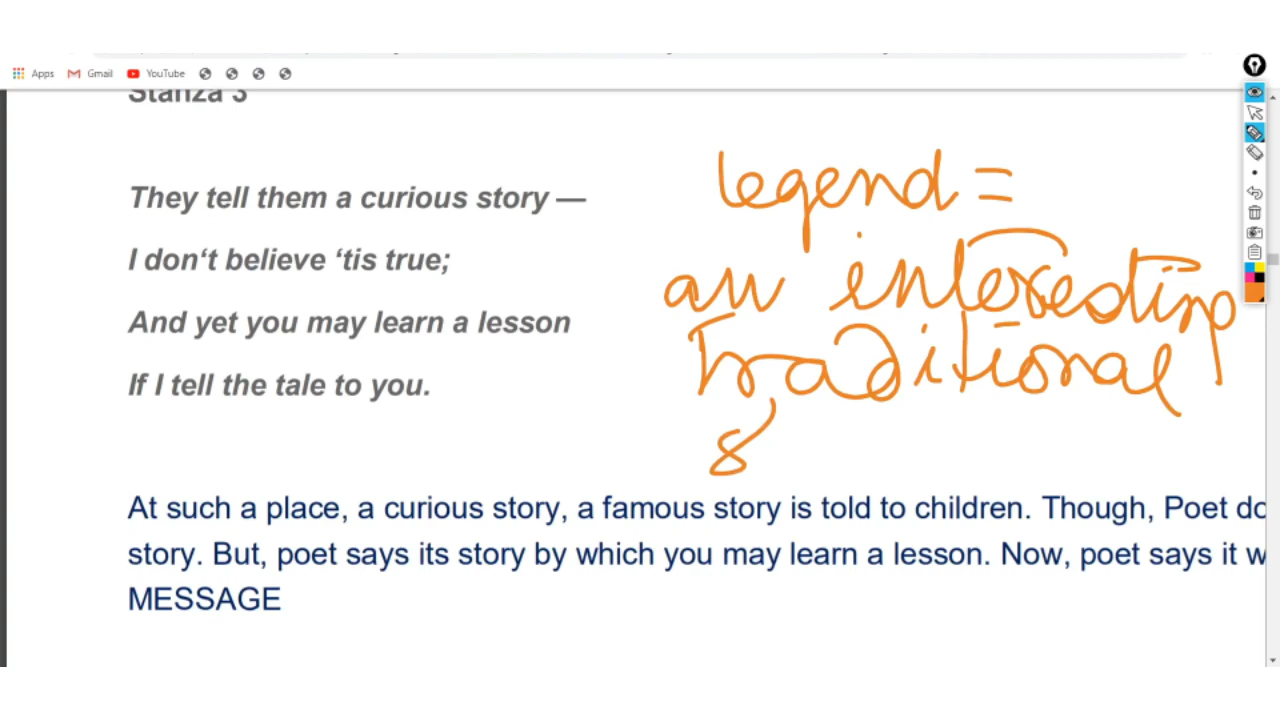 Apps Gmail YouTube
Stanza 3
They tell them a curious story —
I don‘t believe ‘tis true;
And yet you may learn a lesson
If I tell the tale to you.
legend =
an interesting
Traditional
At such a place, a curious story, a famous story is told to children. Though, Poet do
story. But, poet says its story by which you may learn a lesson. Now, poet says it w
MESSAGE